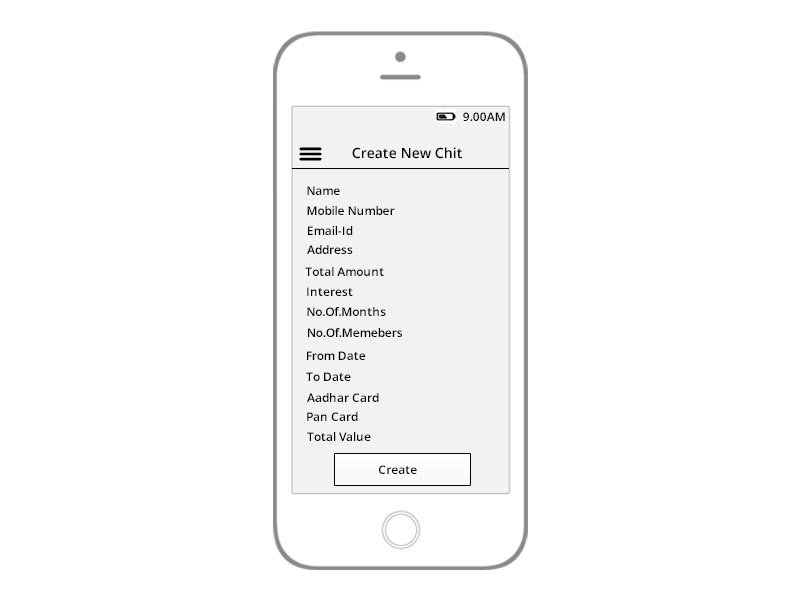 9.00AM
Create New Chit
Name
Mobile Number
Email-Id
Address
Total Amount
Interest
No.Of.Months
No.Of.Memebers
From Date
To Date
Aadhar Card
Pan Card
Total Value
Create